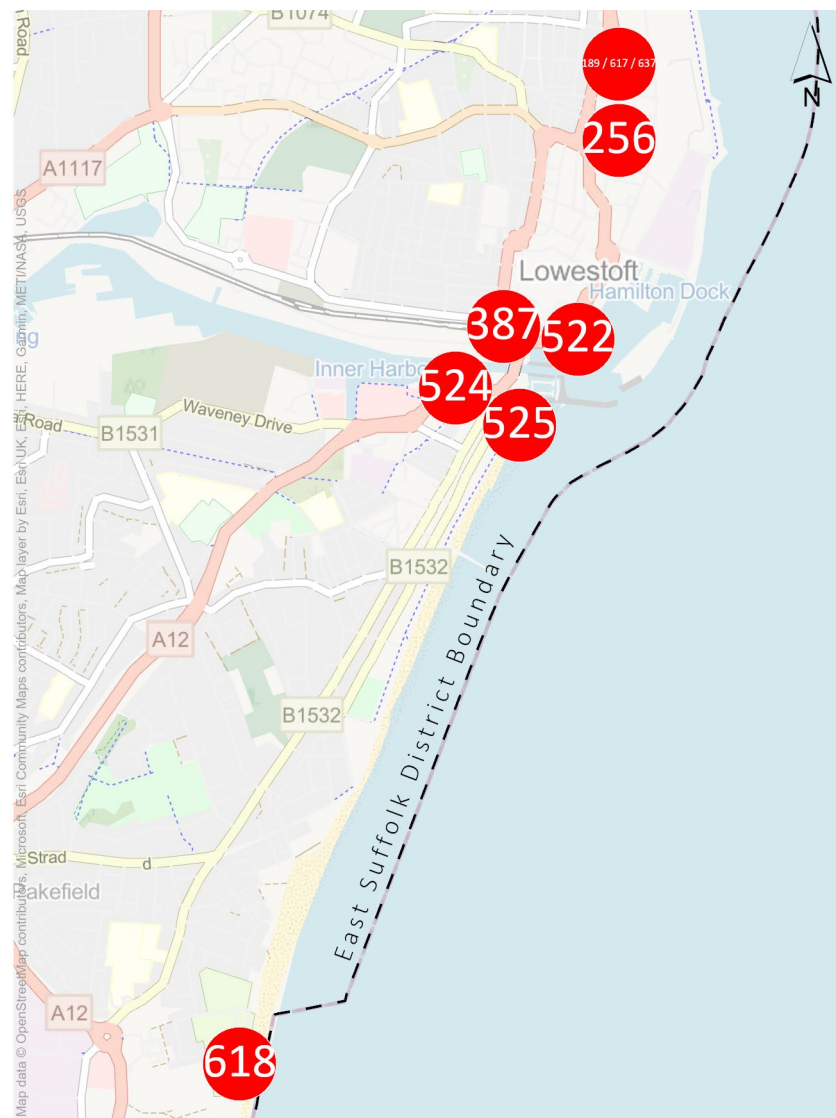 B1074
Road
189 / 617 / 637
N
256
A1117
Lowestoft
Hamilton Dock
387
522
Inner Harbo
524
Waveney Drive
Road
B1531
525
B1532
A12
B1532
East Suffolk District Boundary
Strad
d
akefield
A12
618
Map data © OpenStreetMap contributors, Microsoft, Esri Community Maps contributors, Map layer by Esri, Esri UK, Esri, HERE, Garmin, METI/NASA, USGS